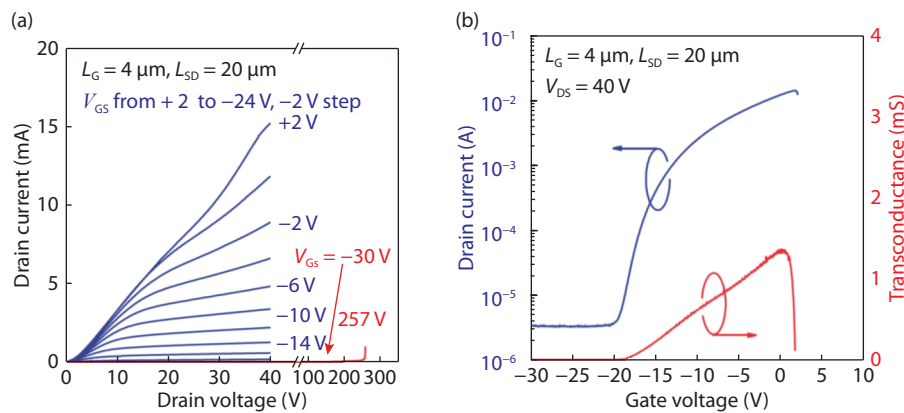 (a)
20
15
10
5
0
Drain current (mA)
L_G = 4 μm, L_SD = 20 μm
V_GS from + 2 to −24 V, −2 V step
+2 V
−2 V
V_Gs = −30 V
−6 V
−10 V
257 V
−14 V
0 10 20 30 40 100 200 300
Drain voltage (V)
(b)
10⁻¹
10⁻²
10⁻³
10⁻⁴
10⁻⁵
10⁻⁶
Drain current (A)
L_G = 4 μm, L_SD = 20 μm
V_DS = 40 V
4
3
2
1
0
Transconductance (mS)
−30 −25 −20 −15 −10 −5 0 5 10
Gate voltage (V)